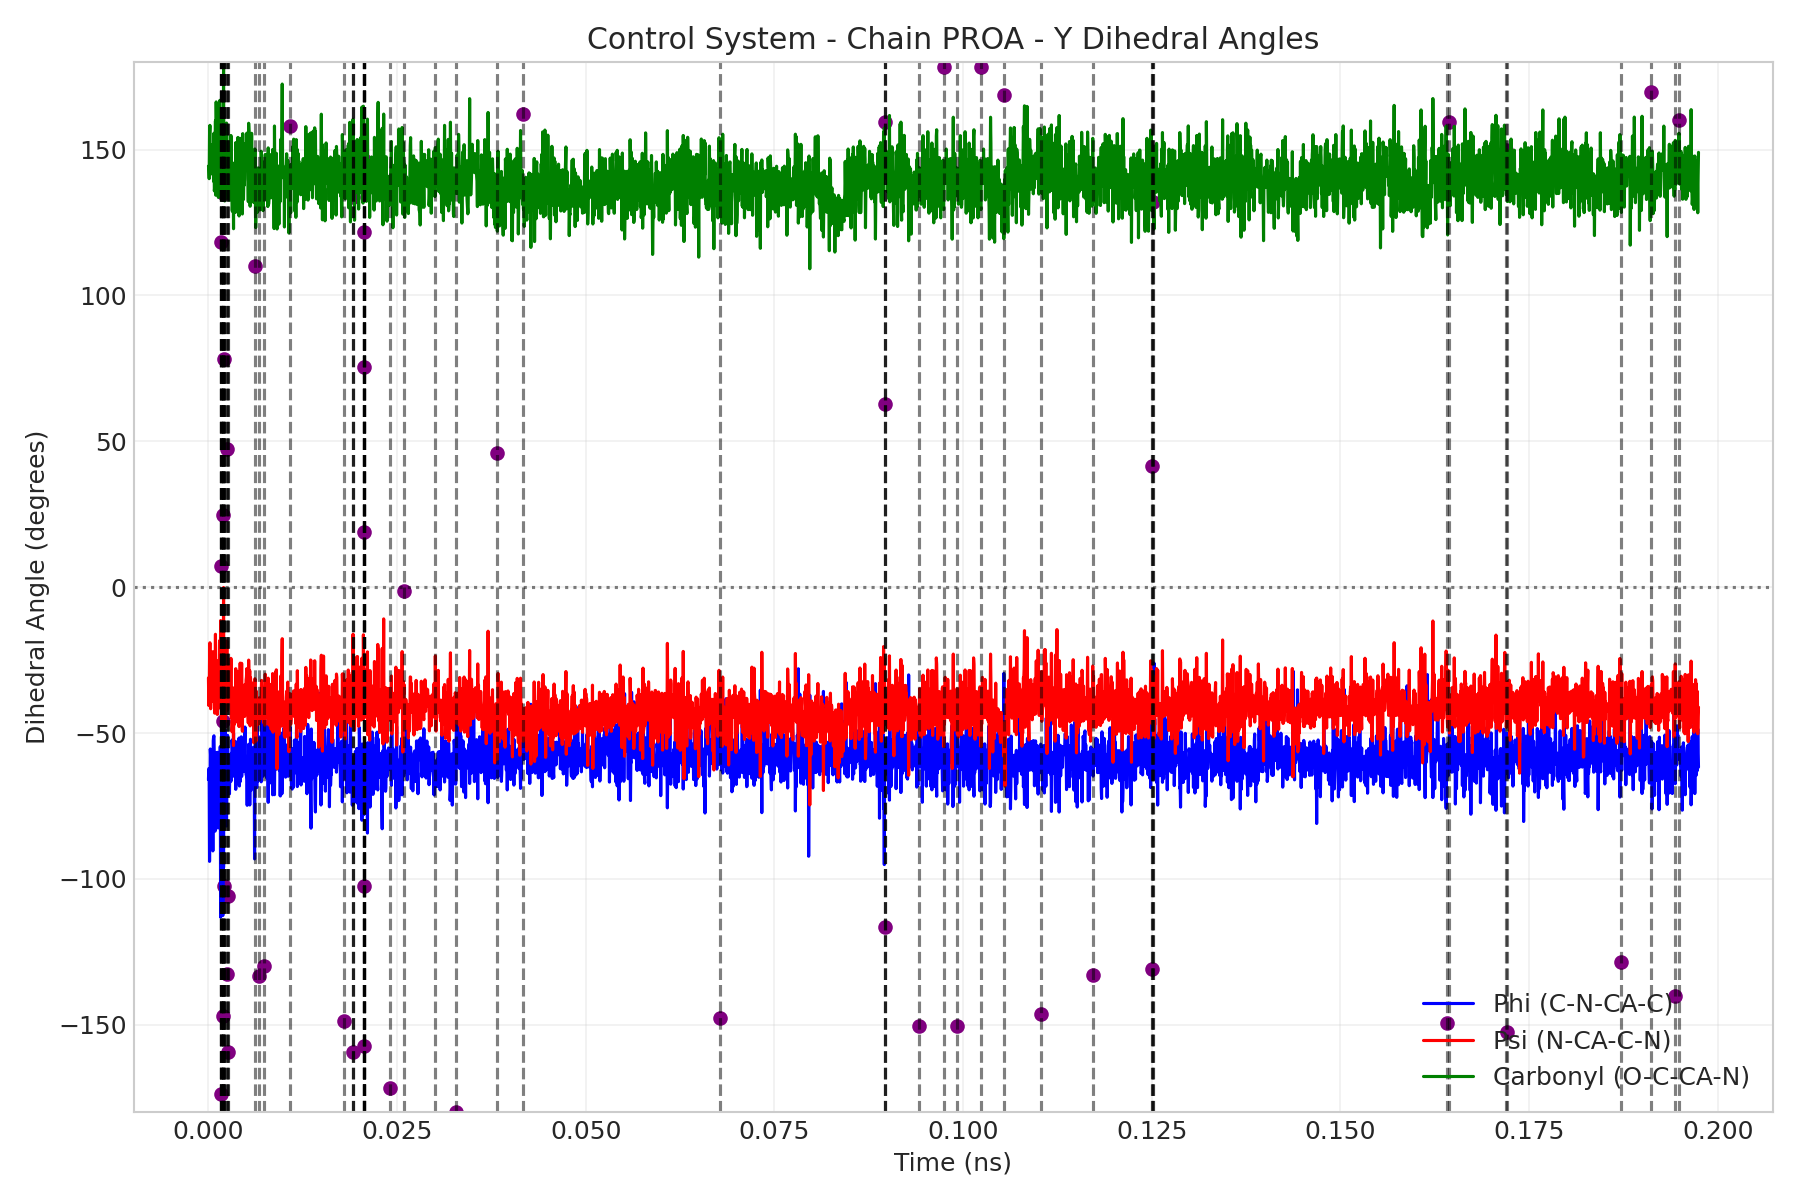 Control System - Chain PROA - Y Dihedral Angles
Dihedral Angle (degrees)
150
100
50
0
−50
−100
−150
Phi (C-N-CA-C)
Psi (N-CA-C-N)
Carbonyl (O-C-CA-N)
0.000 0.025 0.050 0.075 0.100 0.125 0.150 0.175 0.200
Time (ns)